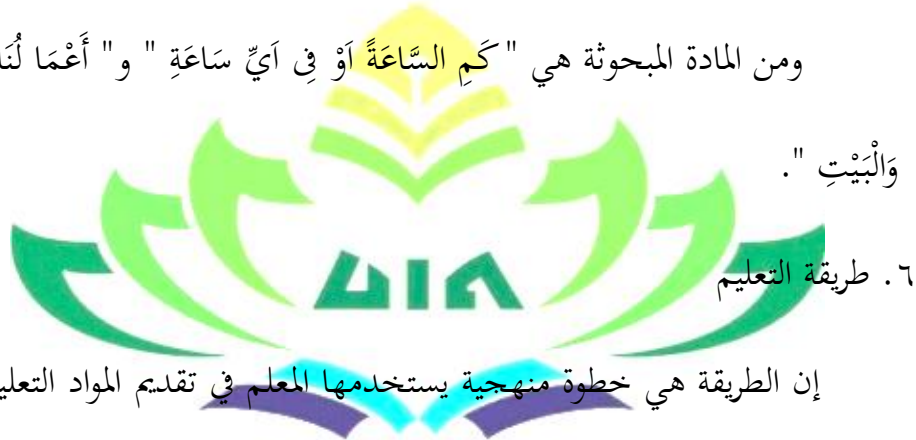 ومن المادة المبحوثة هي " كَمِ السَّاعَةً اَوْ فِى اَيِّ سَاعَةِ " و" أَعْمَا لُنَا
وَالْبَيْتِ ".
٦. طريقة التعليم
UIN
إن الطريقة هي خطوة منهجية يستخدمها المعلم في تقديم المواد